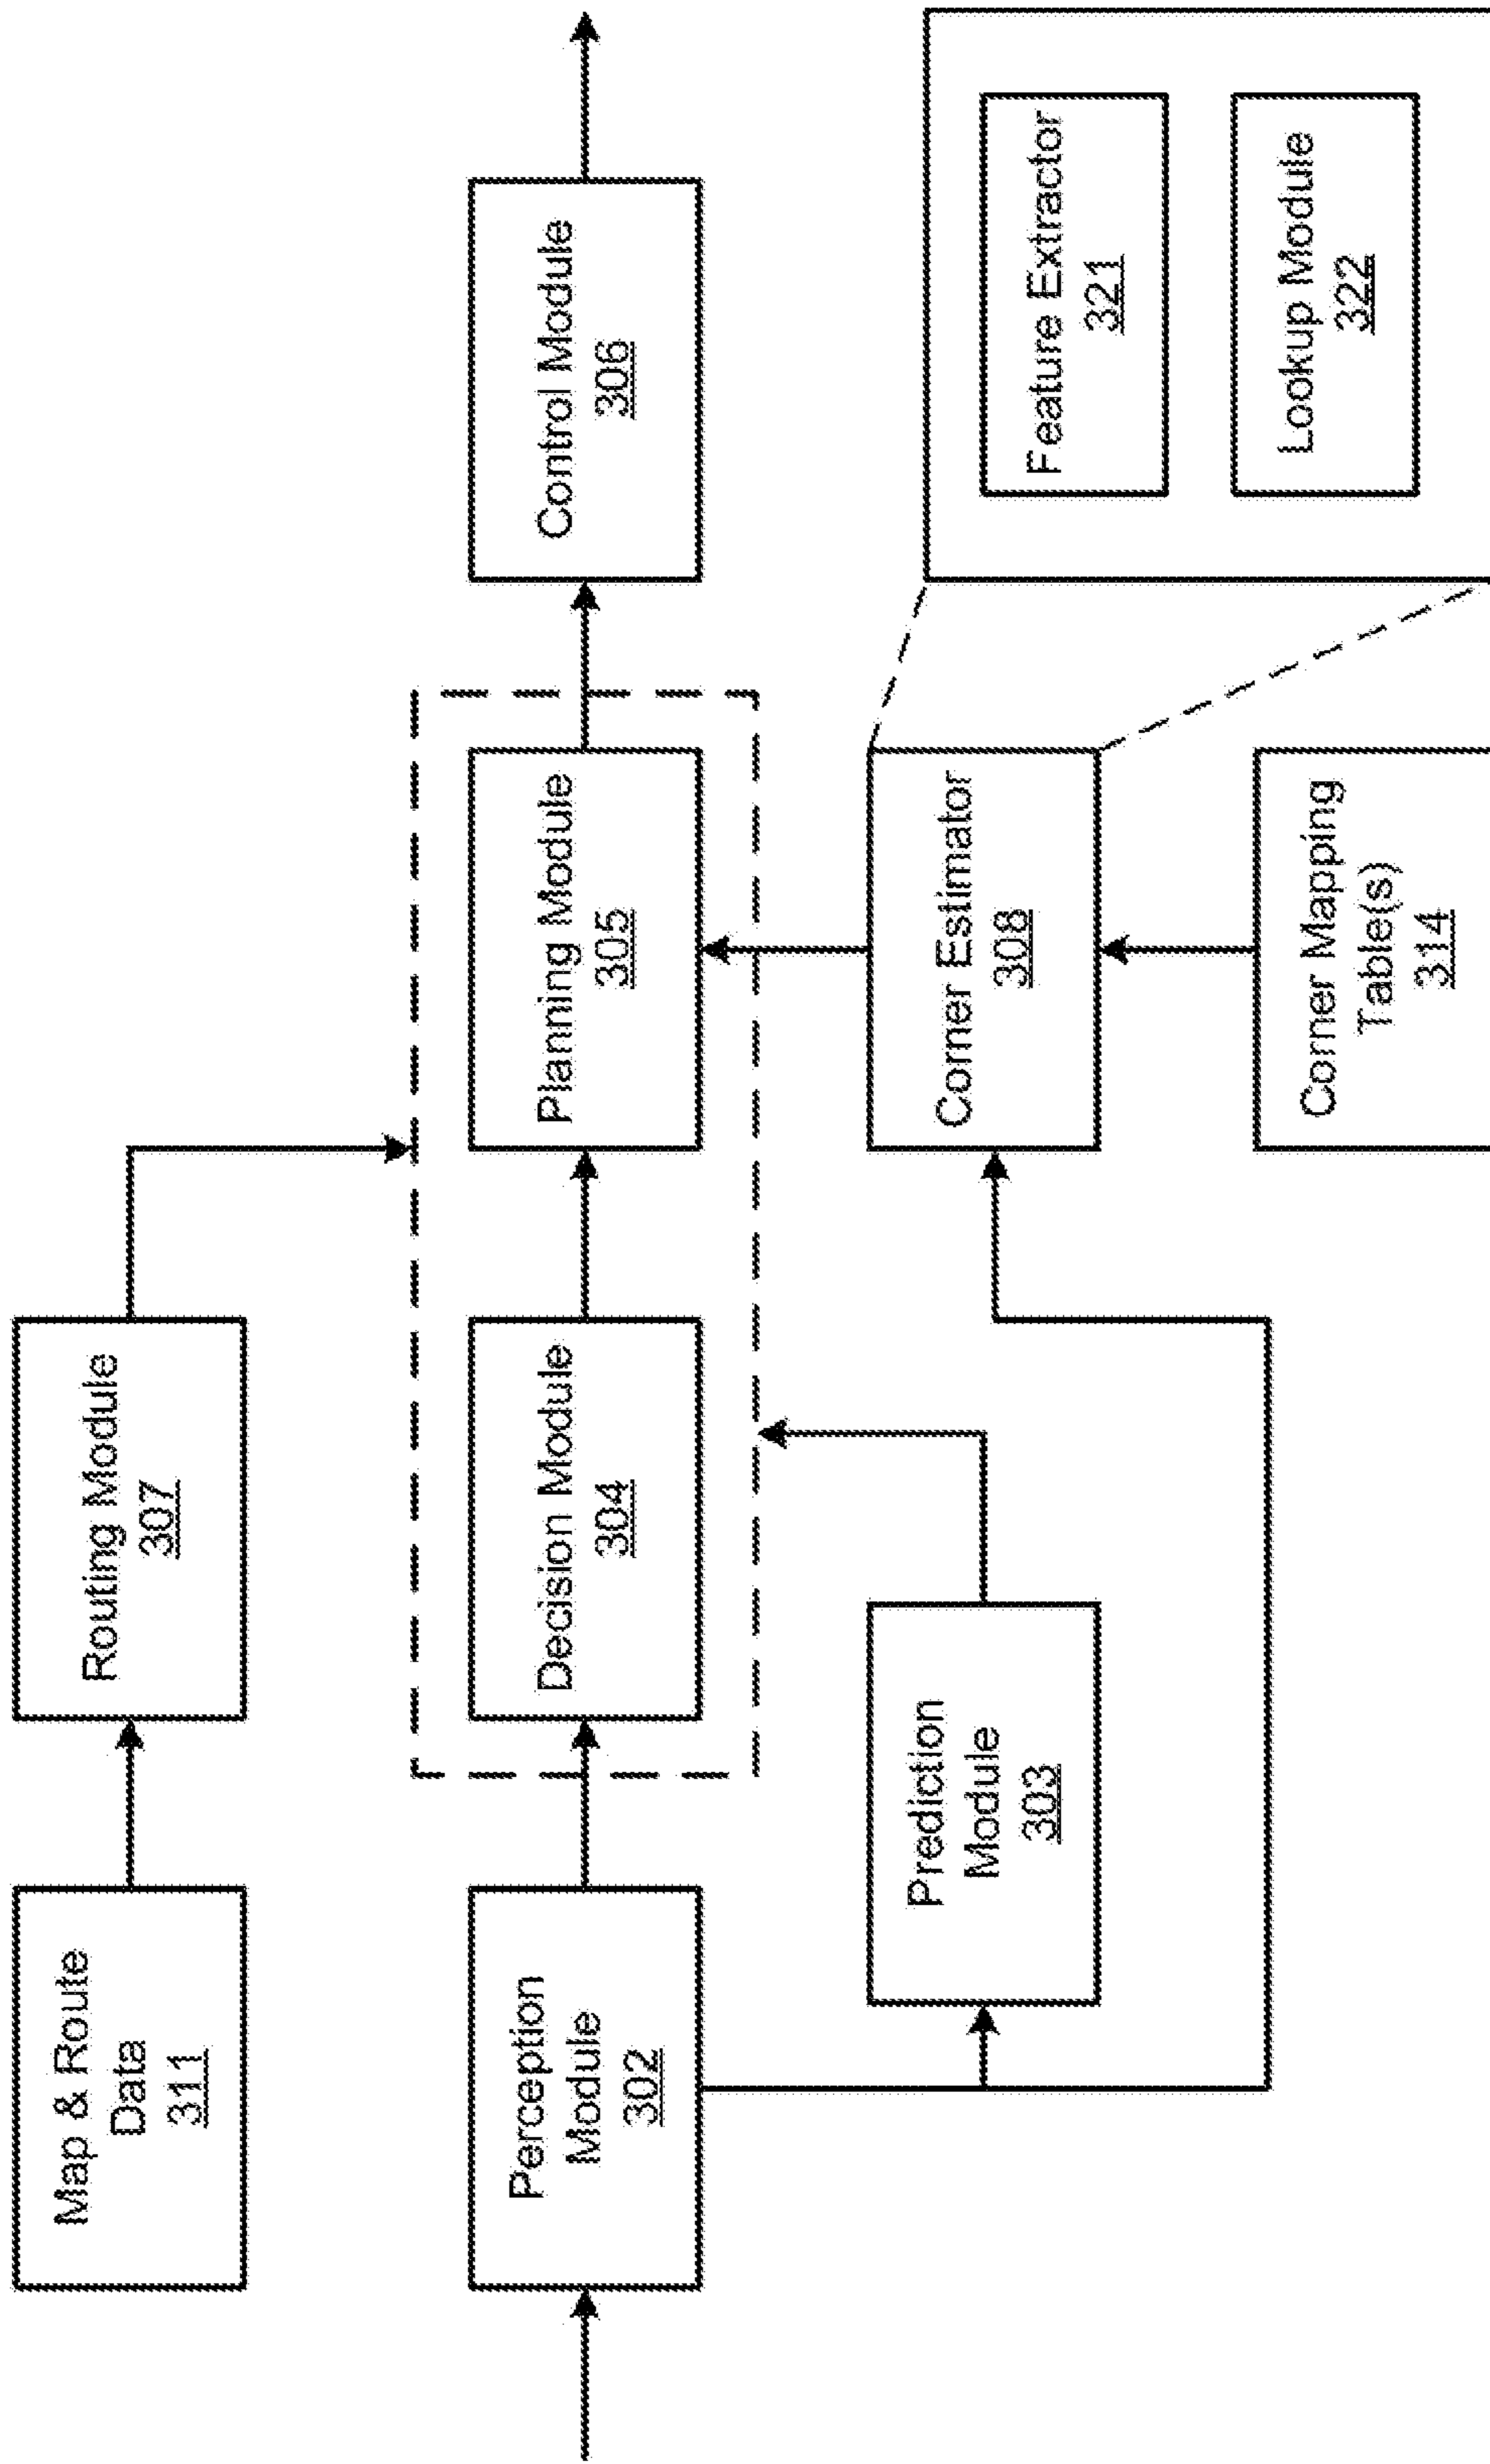 Map & Route
Data
311
Routing Module
307
Perception
Module
302
Decision Module
304
Planning Module
305
Control Module
306
Prediction
Module
303
Corner Estimator
308
Feature Extractor
321
Lookup Module
322
Corner Mapping
Table(s)
314